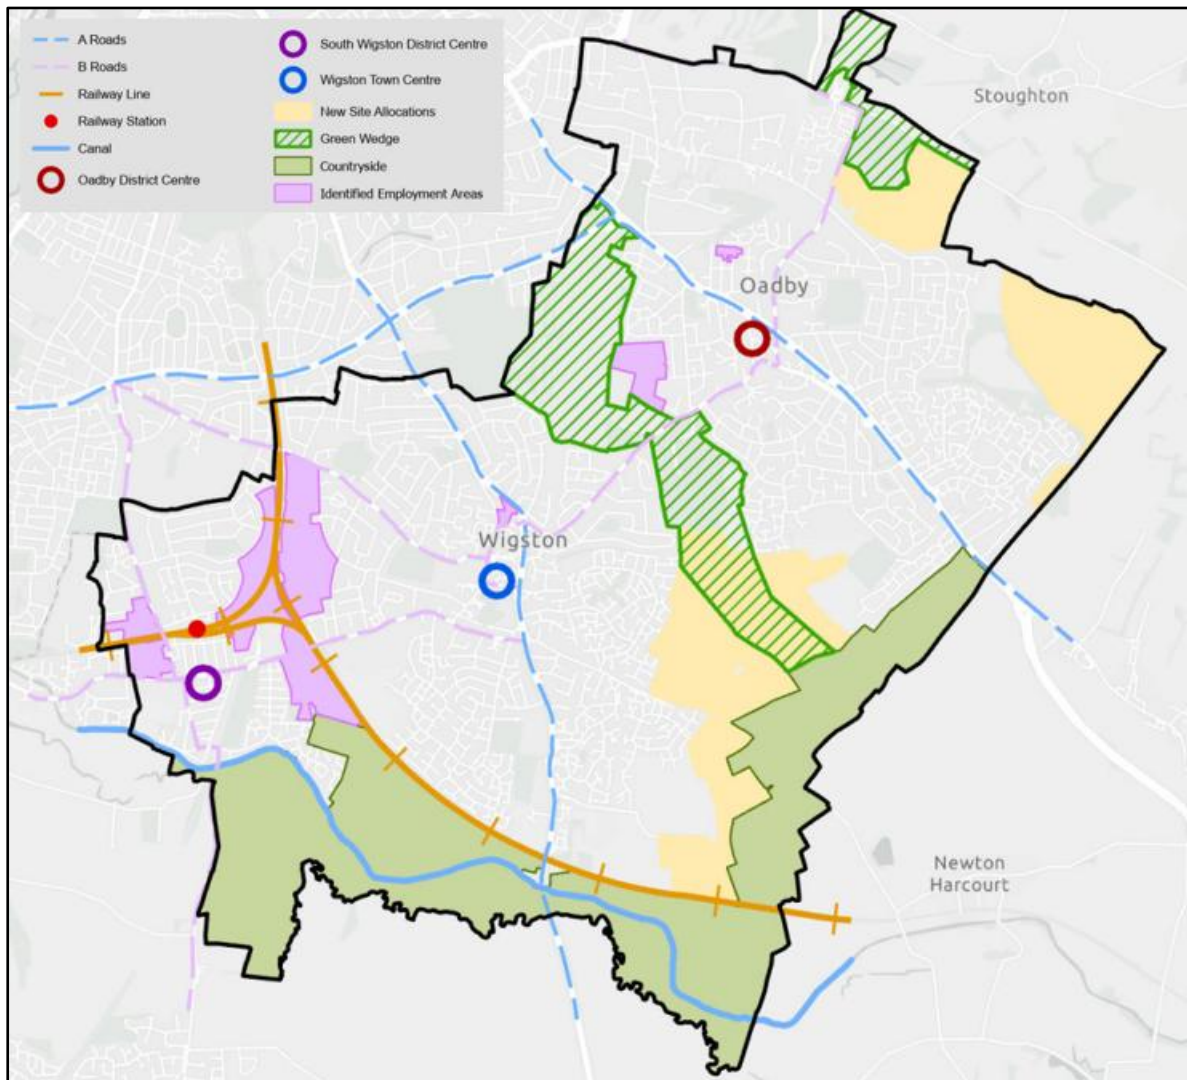 A Roads
B Roads
Railway Line
Railway Station
Canal
Oadby District Centre
South Wigston District Centre
Wigston Town Centre
New Site Allocations
Green Wedge
Countryside
Identified Employment Areas
Stoughton
Oadby
Wigston
Newton
Harcourt